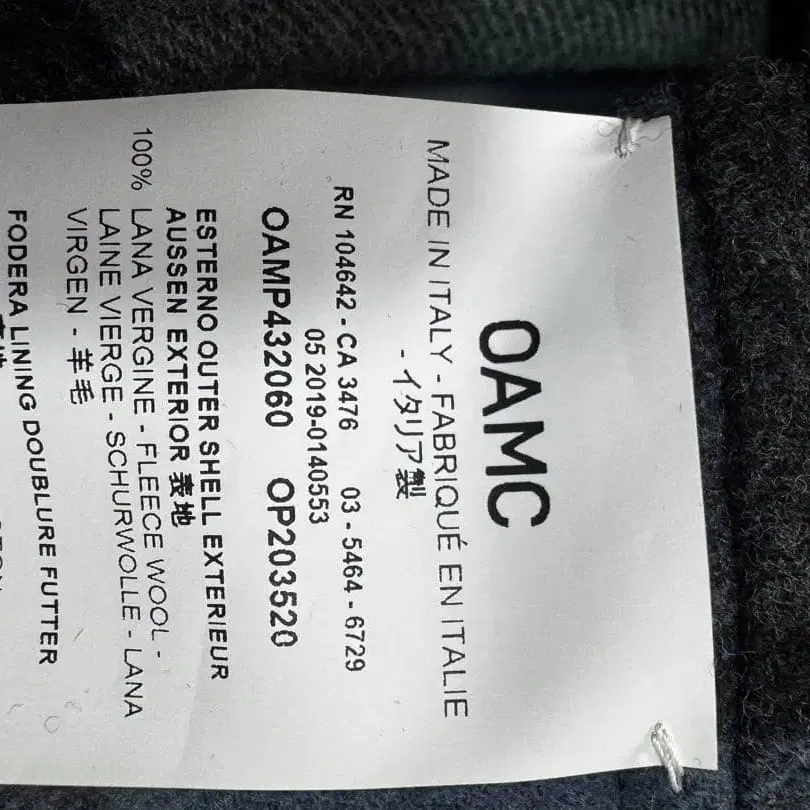 OAMC
MADE IN ITALY - FABRIQUÉ EN ITALIE
- イタリア製
RN 104642 - CA 3476 03 - 5464 - 6729
05 2019-0140553
OAMP432060 OP203520
ESTERNO OUTER SHELL EXTERIEUR
AUSSEN EXTERIOR 表地
100% LANA VERGINE - FLEECE WOOL -
LAINE VIERGE - SCHURWOLLE - LANA
VIRGEN - 羊毛
FODERA LINING DOUBLURE FUTTER